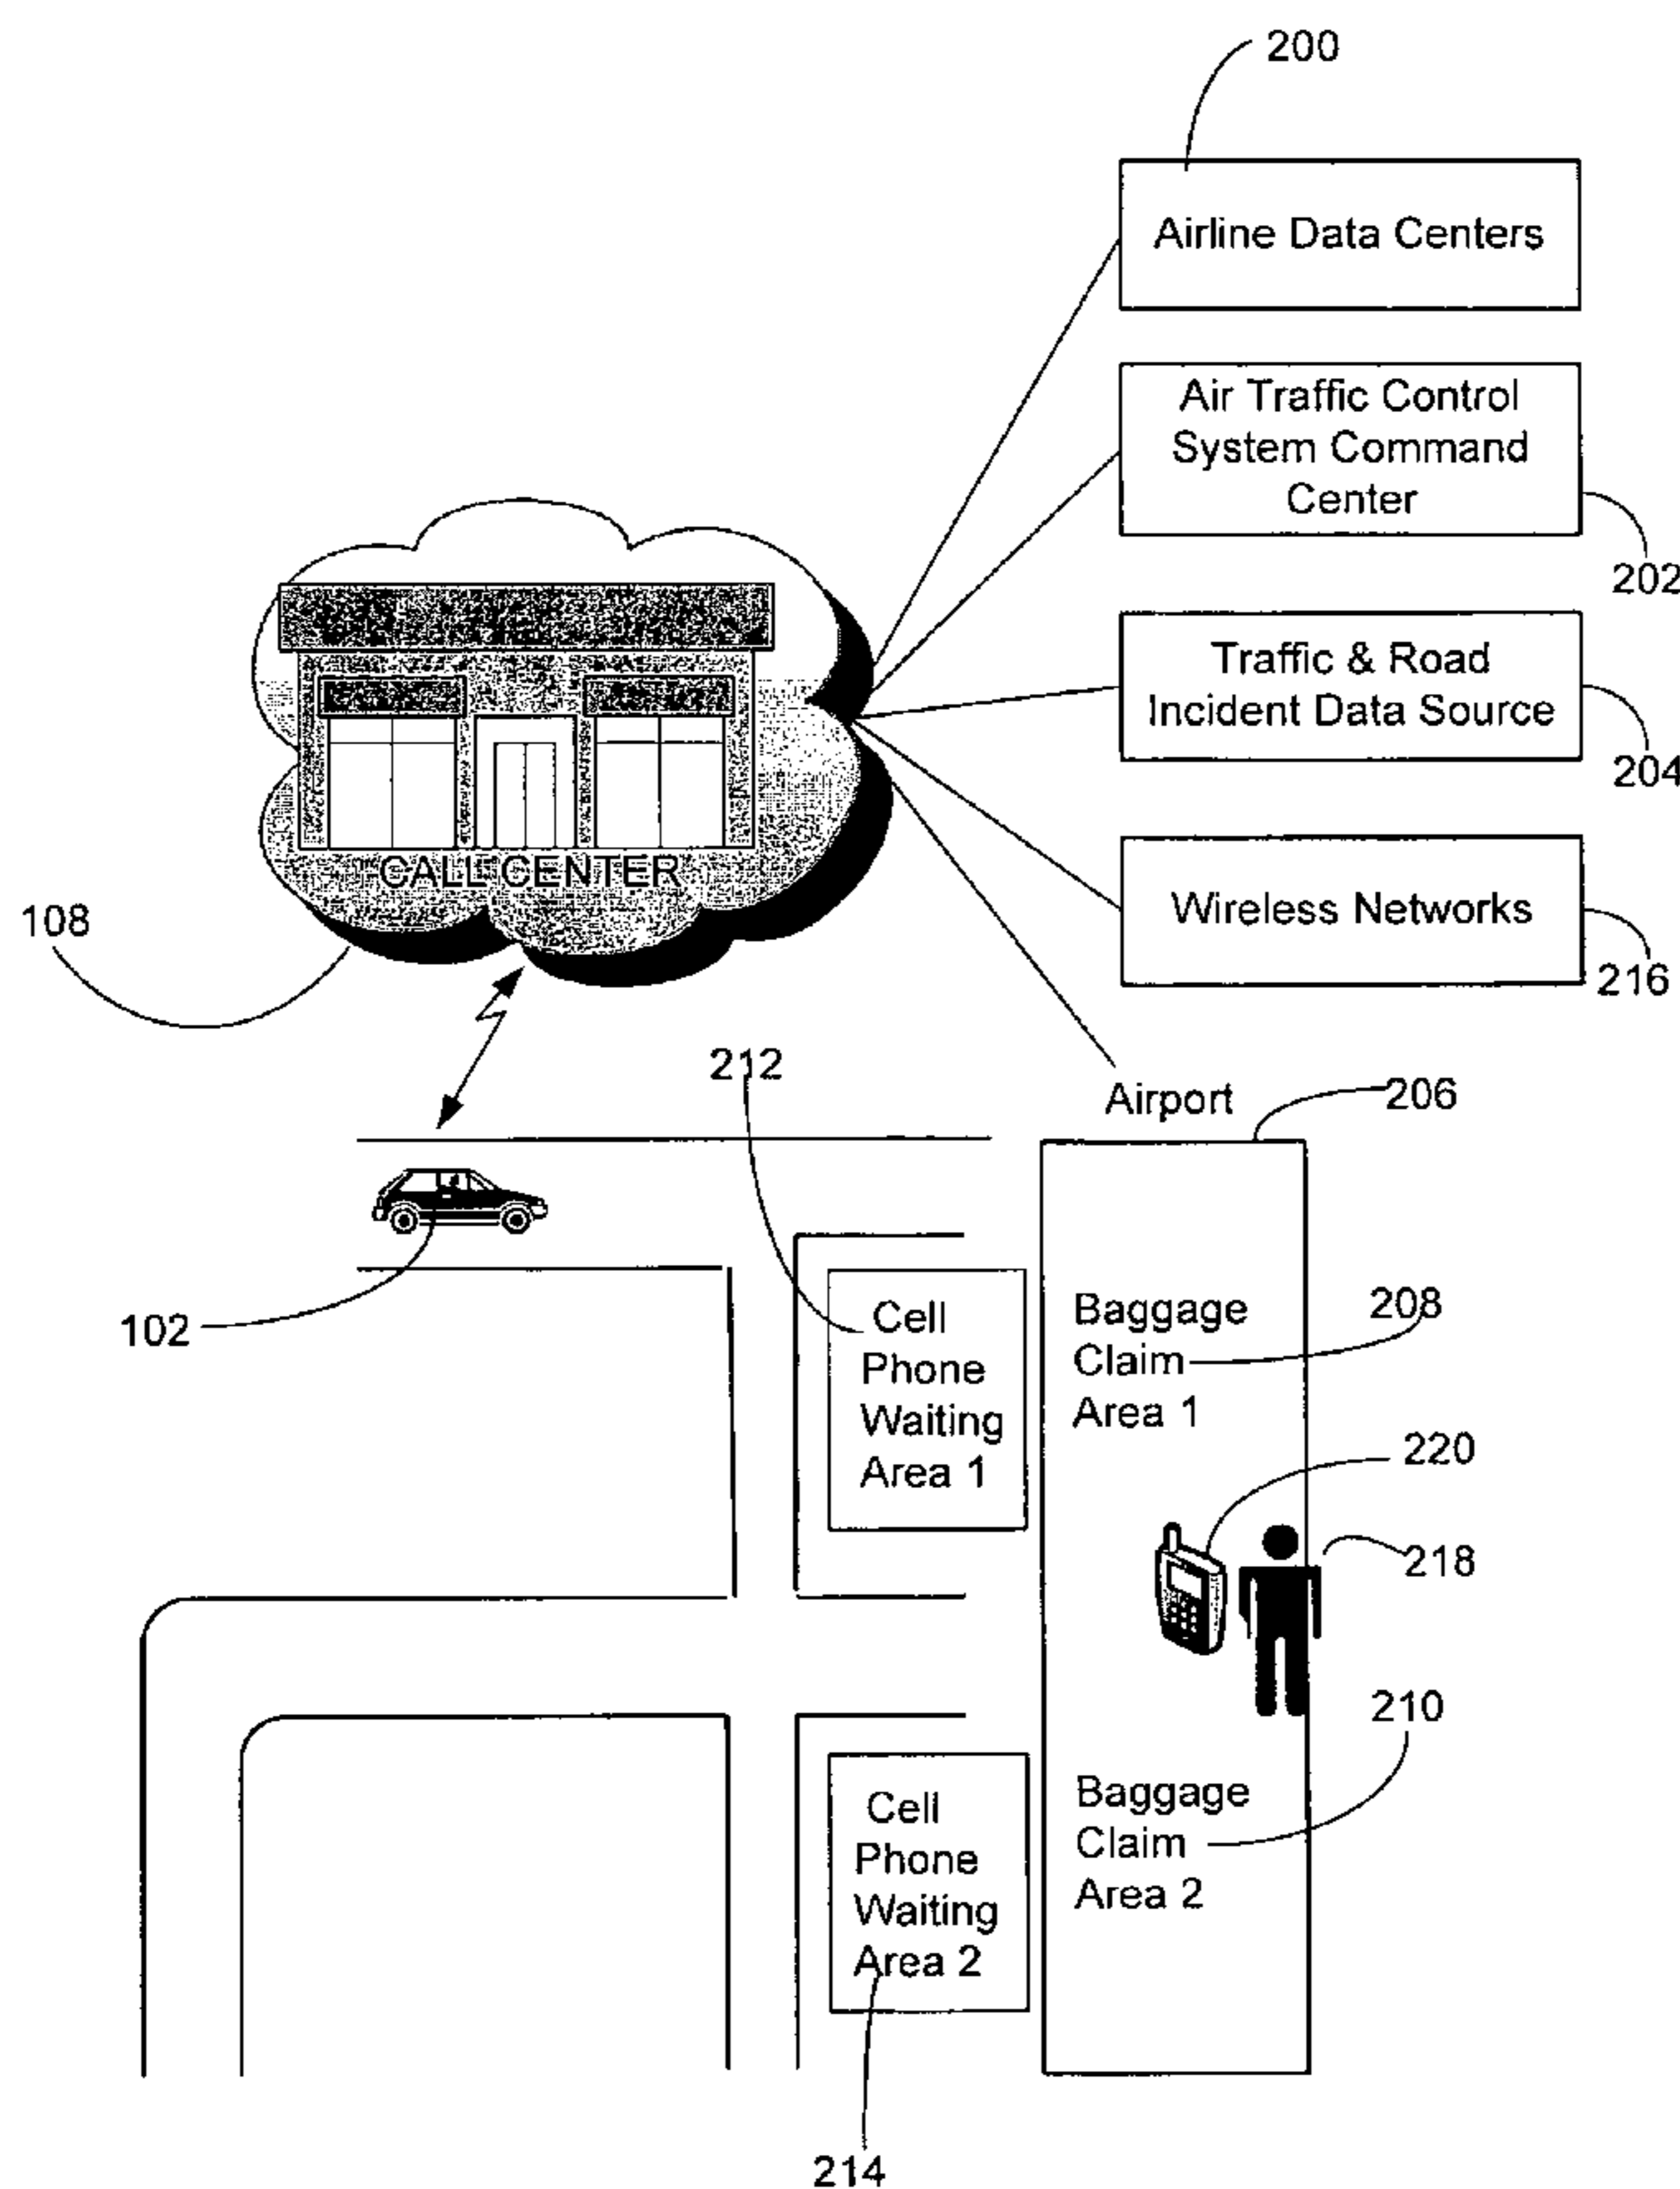 200
Airline Data Centers
Air Traffic Control
System Command
Center
202
Traffic & Road
Incident Data Source
204
CALL CENTER
108
Wireless Networks
216
212
Airport
206
102
Cell
Phone
Waiting
Area 1
Baggage
Claim
Area 1
208
220
218
210
Cell
Phone
Waiting
Area 2
Baggage
Claim
Area 2
214